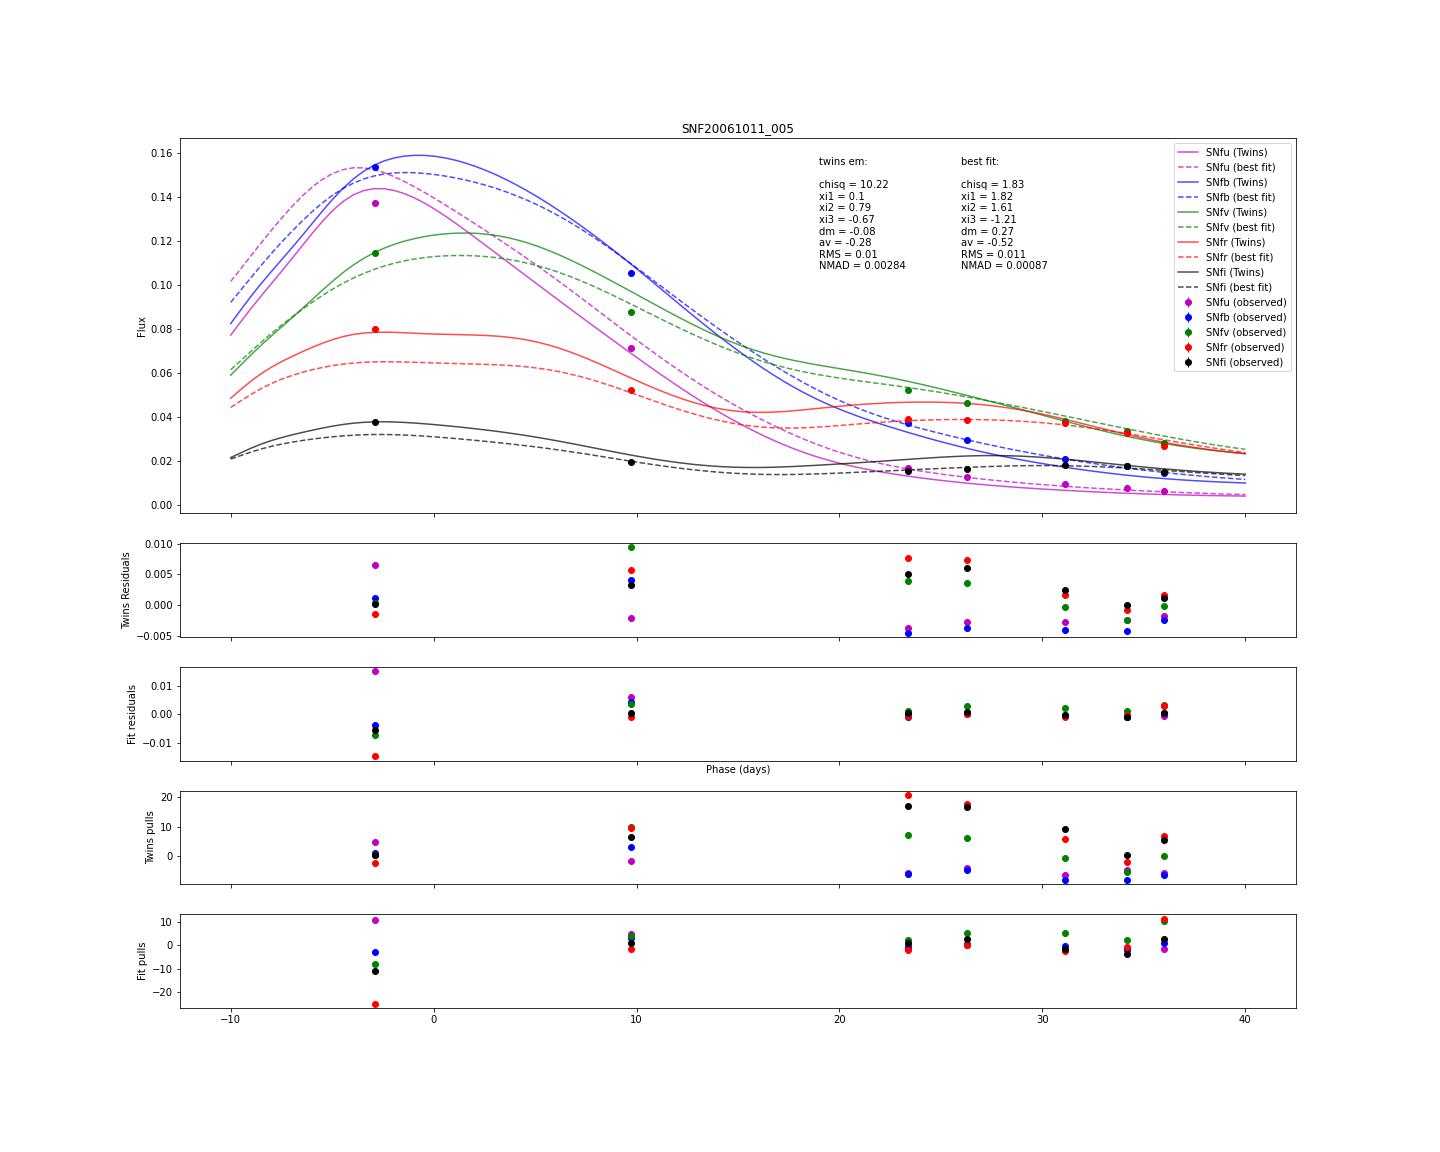 SNF20061011_005
0.16
0.14
0.12
0.10
0.08
0.06
0.04
0.02
0.00
Flux
twins em:
chisq = 10.22
xi1 = 0.1
xi2 = 0.79
xi3 = -0.67
dm = -0.08
av = -0.28
RMS = 0.01
NMAD = 0.00284
best fit:
chisq = 1.83
xi1 = 1.82
xi2 = 1.61
xi3 = -1.21
dm = 0.27
av = -0.52
RMS = 0.011
NMAD = 0.00087
SNfu (Twins)
SNfu (best fit)
SNfb (Twins)
SNfb (best fit)
SNfv (Twins)
SNfv (best fit)
SNfr (Twins)
SNfr (best fit)
SNfi (Twins)
SNfi (best fit)
SNfu (observed)
SNfb (observed)
SNfv (observed)
SNfr (observed)
SNfi (observed)
0.010
0.005
0.000
−0.005
Twins Residuals
0.01
0.00
−0.01
Fit residuals
Phase (days)
20
10
0
Twins pulls
10
0
−10
−20
Fit pulls
−10
0
10
20
30
40